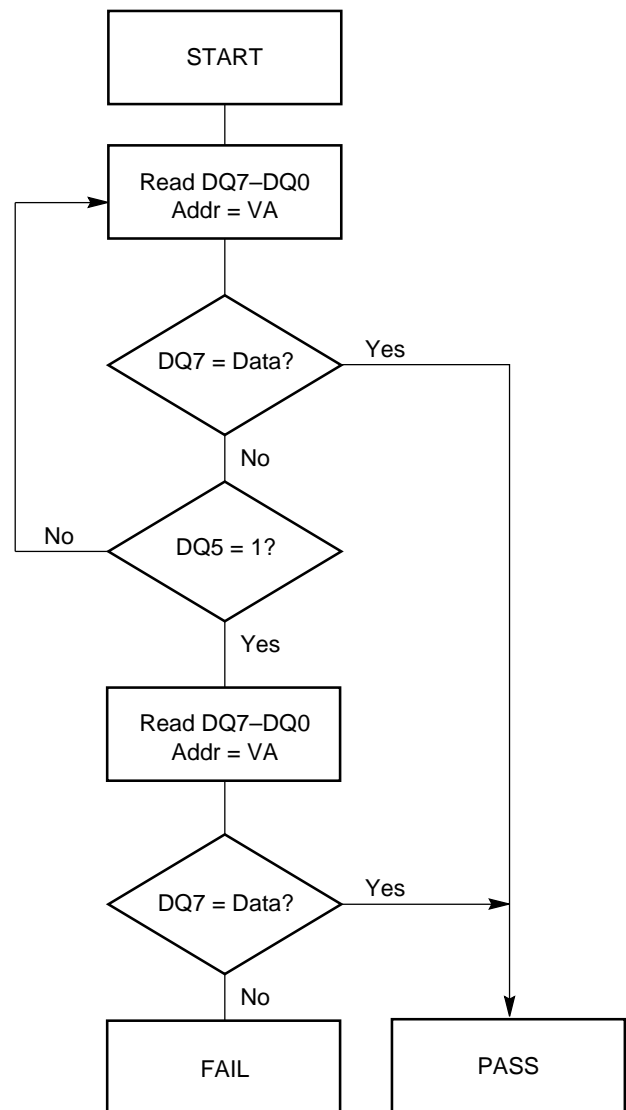 START
Read DQ7–DQ0
Addr = VA
DQ7 = Data?
Yes
No
DQ5 = 1?
No
Yes
Read DQ7–DQ0
Addr = VA
DQ7 = Data?
Yes
No
FAIL
PASS